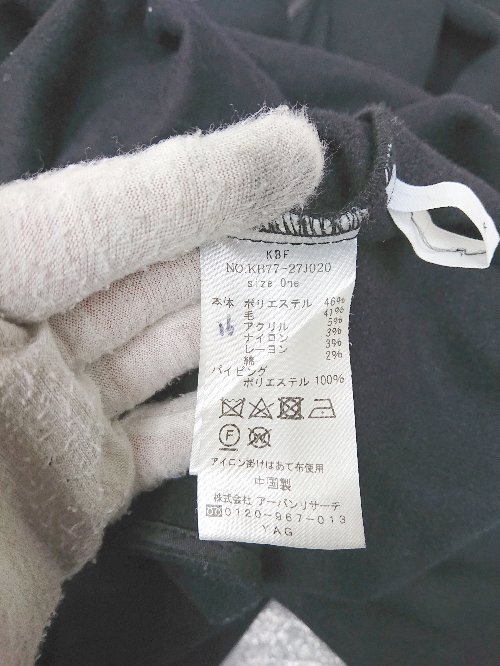 KBF
NO.KB77-27J020
size One
本体 ポリエステル 46%
毛 41%
アクリル 5%
ナイロン 3%
レーヨン 3%
綿 2%
パイピング
ポリエステル 100%
F
W
アイロン掛けはあて布使用
中国製
株式会社 アーバンリサーチ
0120-967-013
YAG